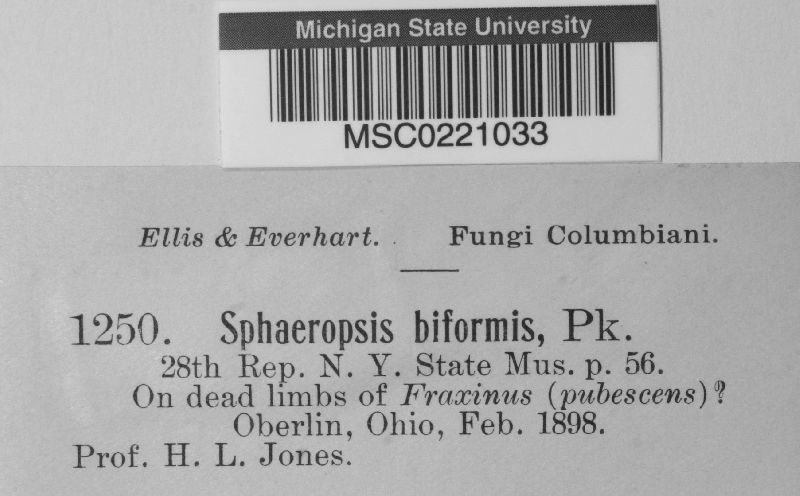 Michigan State University
MSC0221033
Ellis & Everhart. Fungi Columbiani.
1250. Sphaeropsis biformis, Pk.
28th Rep. N. Y. State Mus. p. 56.
On dead limbs of Fraxinus (pubescens)?
Oberlin, Ohio, Feb. 1898.
Prof. H. L. Jones.